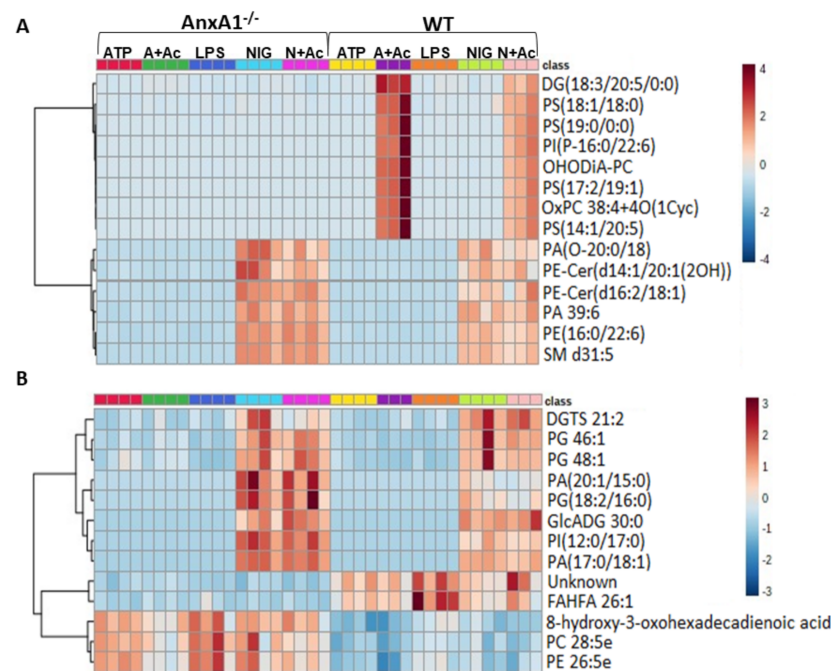 A
AnxA1-/- WT
ATP A+Ac LPS NIG N+Ac ATP A+Ac LPS NIG N+Ac
class
DG(18:3/20:5/0:0)
PS(18:1/18:0)
PS(19:0/0:0)
PI(P-16:0/22:6)
OHODiA-PC
PS(17:2/19:1)
OxPC 38:4+4O(1Cyc)
PS(14:1/20:5)
PA(O-20:0/18)
PE-Cer(d14:1/20:1(2OH))
PE-Cer(d16:2/18:1)
PA 39:6
PE(16:0/22:6)
SM d31:5
4
2
0
-2
-4
B
class
DGTS 21:2
PG 46:1
PG 48:1
PA(20:1/15:0)
PG(18:2/16:0)
GlcADG 30:0
PI(12:0/17:0)
PA(17:0/18:1)
Unknown
FAHFA 26:1
8-hydroxy-3-oxohexadecadienoic acid
PC 28:5e
PE 26:5e
3
2
1
0
-1
-2
-3